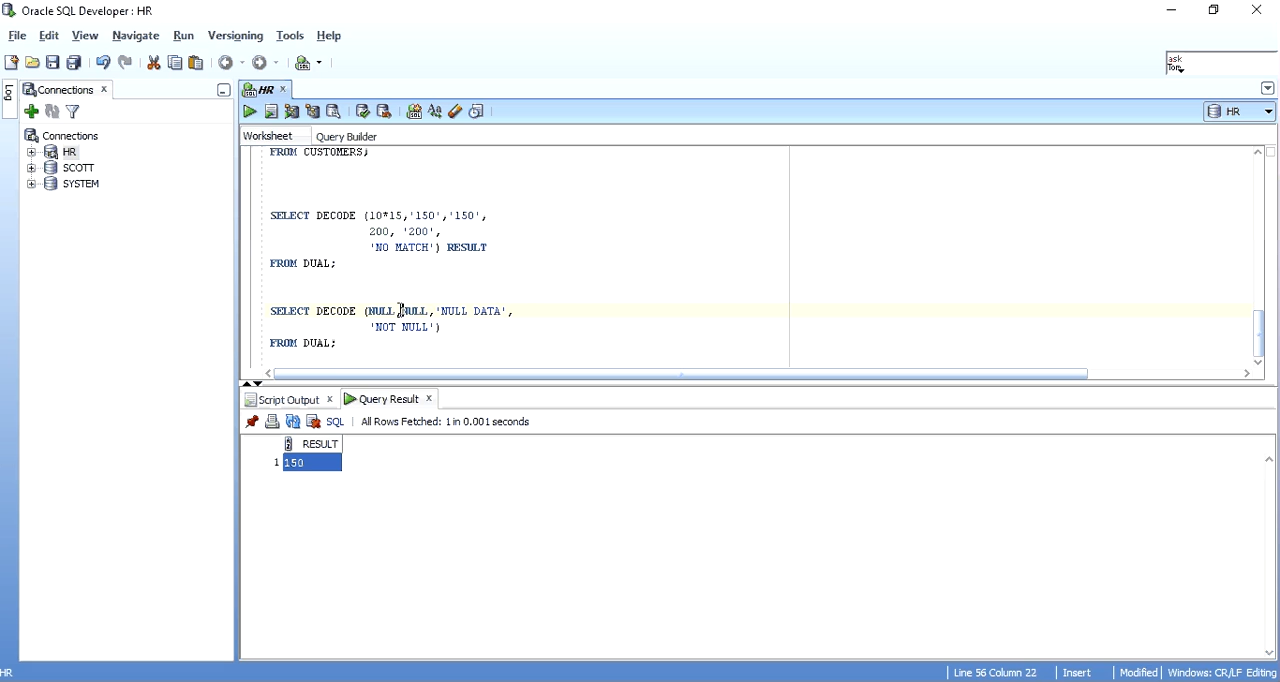 Oracle SQL Developer : HR
File Edit View Navigate Run Versioning Tools Help
ask Tom
Log
Connections
HR
HR
Worksheet Query Builder
Connections
HR
SCOTT
SYSTEM
FROM CUSTOMERS;
SELECT DECODE (10*15,'150','150',
200, '200',
'NO MATCH') RESULT
FROM DUAL;
SELECT DECODE (NULL,NULL,'NULL DATA',
'NOT NULL')
FROM DUAL;
Script Output Query Result
SQL | All Rows Fetched: 1 in 0.001 seconds
RESULT
1 150
HR
Line 56 Column 22 Insert Modified Windows: CR/LF Editing